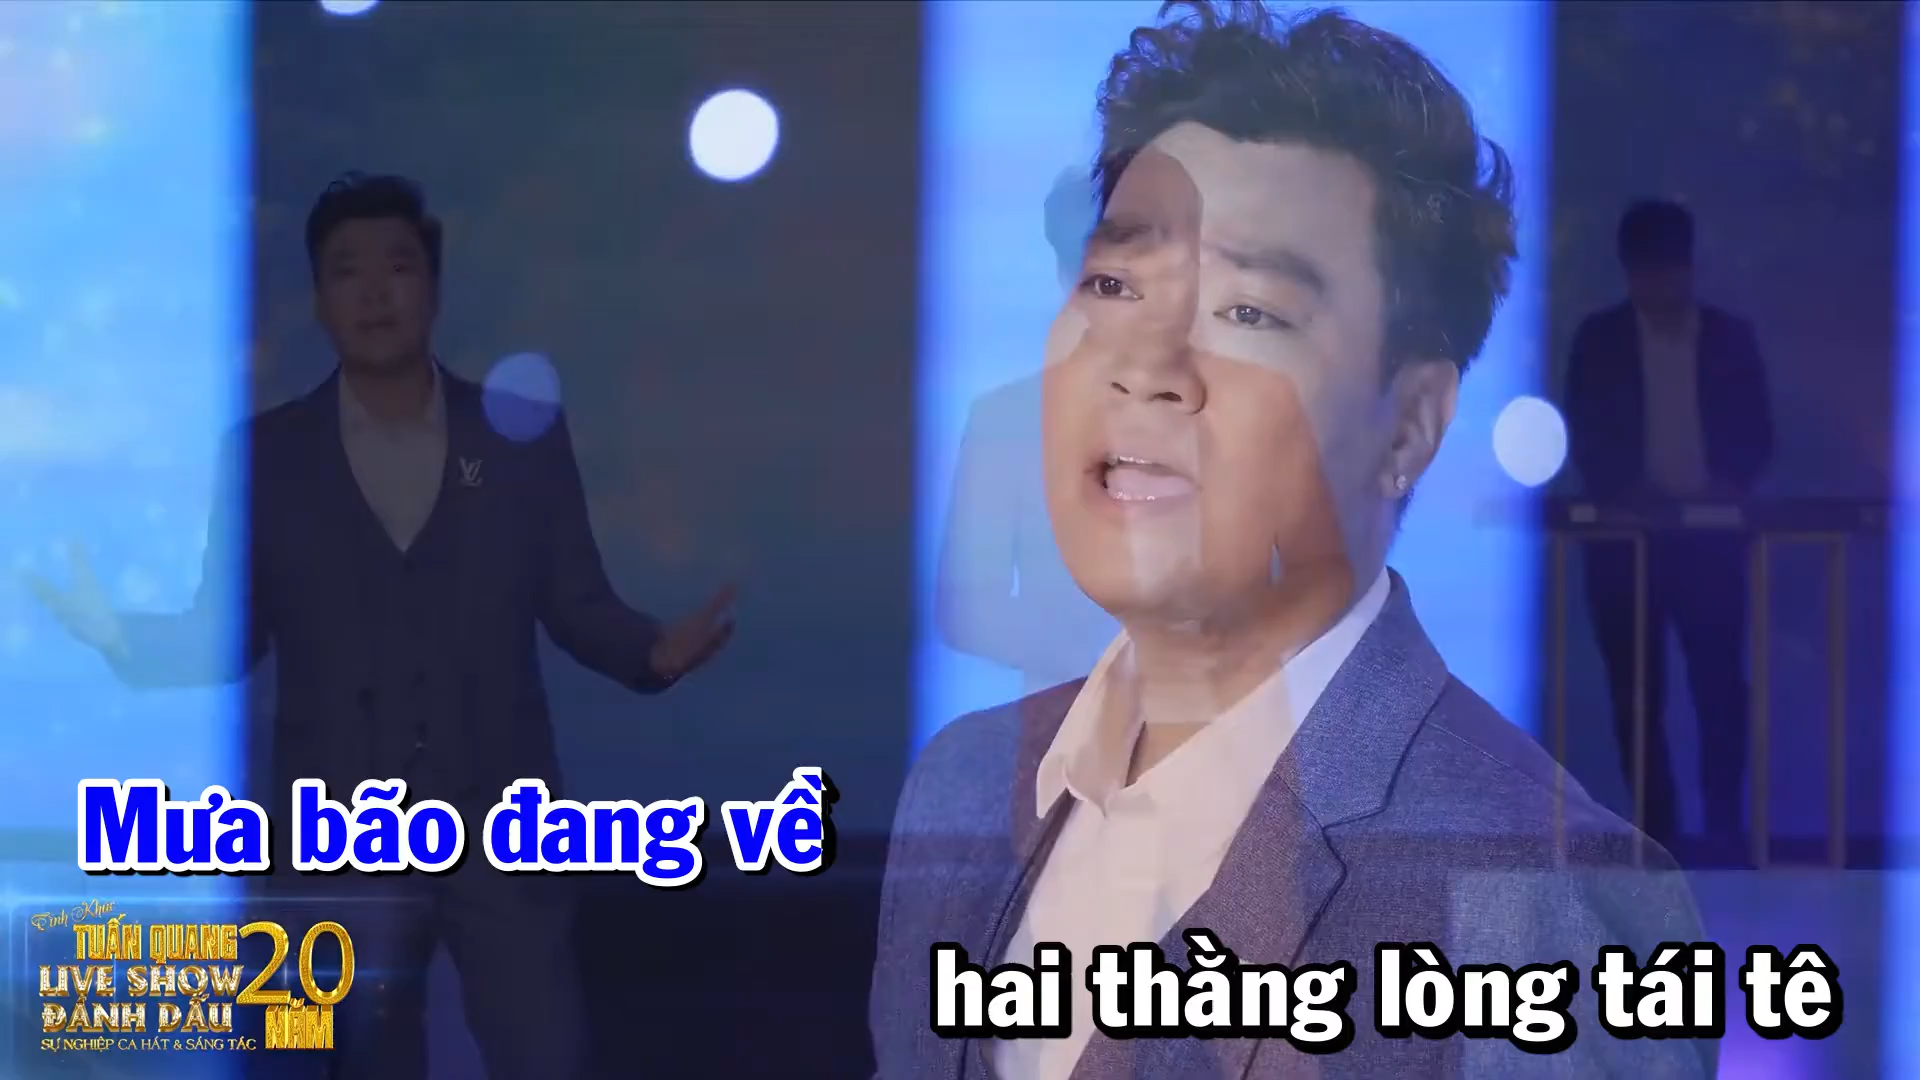 Mưa bão đang về
hai thằng lòng tái tê
Tình Khúc
TUẤN QUANG
LIVE SHOW
ĐÁNH DẤU
20
NĂM
SỰ NGHIỆP CA HÁT & SÁNG TÁC